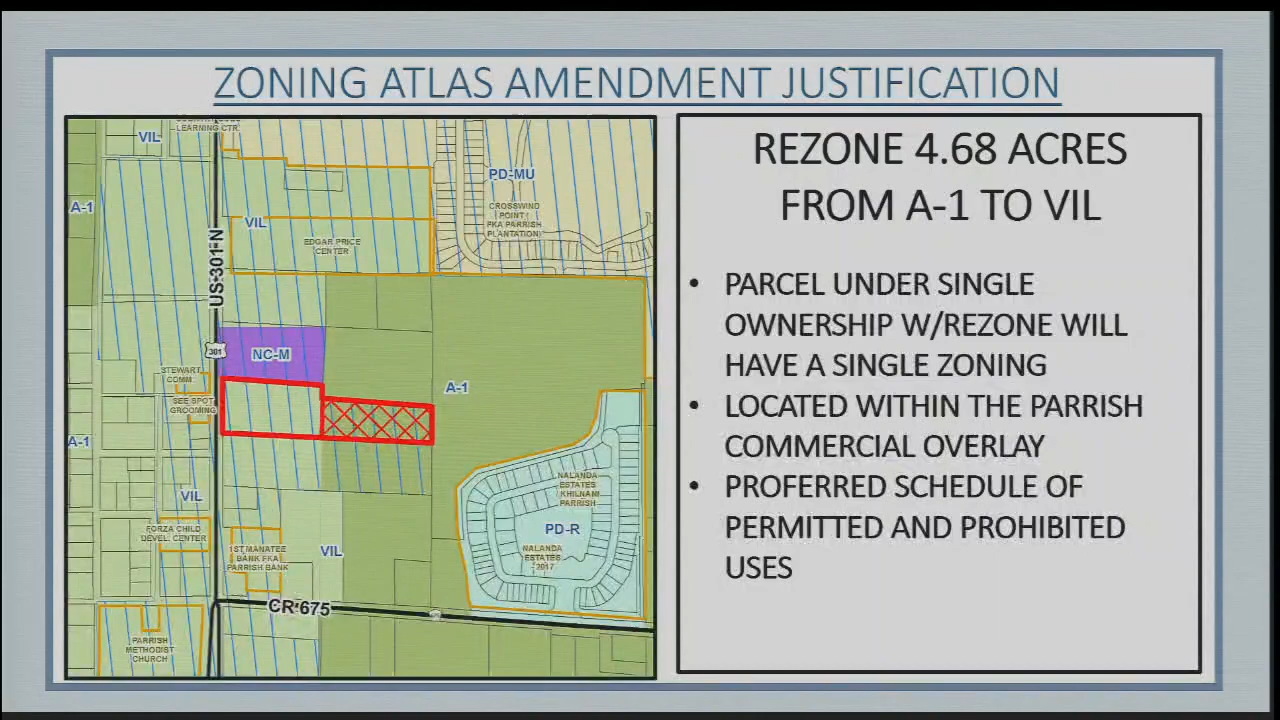 ZONING ATLAS AMENDMENT JUSTIFICATION
LEARNING CTR.
VIL
A-1
PD-MU
CROSSWIND
POINT (
FKA PARRISH
PLANTATION)
VIL
EDGAR PRICE
CENTER
US 301 N
301
NC-M
STEWART
COMM.
SEE SPOT
GROOMING
A-1
A-1
VIL
FORZA CHILD
DEVEL. CENTER
1ST MANATEE
BANK FKA
PARRISH BANK
VIL
NALANDA
ESTATES
KHILNANI
PARRISH
PD-R
NALANDA
ESTATES
2017
CR 675
PARRISH
METHODIST
CHURCH
REZONE 4.68 ACRES
FROM A-1 TO VIL
• PARCEL UNDER SINGLE
OWNERSHIP W/REZONE WILL
HAVE A SINGLE ZONING
• LOCATED WITHIN THE PARRISH
COMMERCIAL OVERLAY
• PROFERRED SCHEDULE OF
PERMITTED AND PROHIBITED
USES